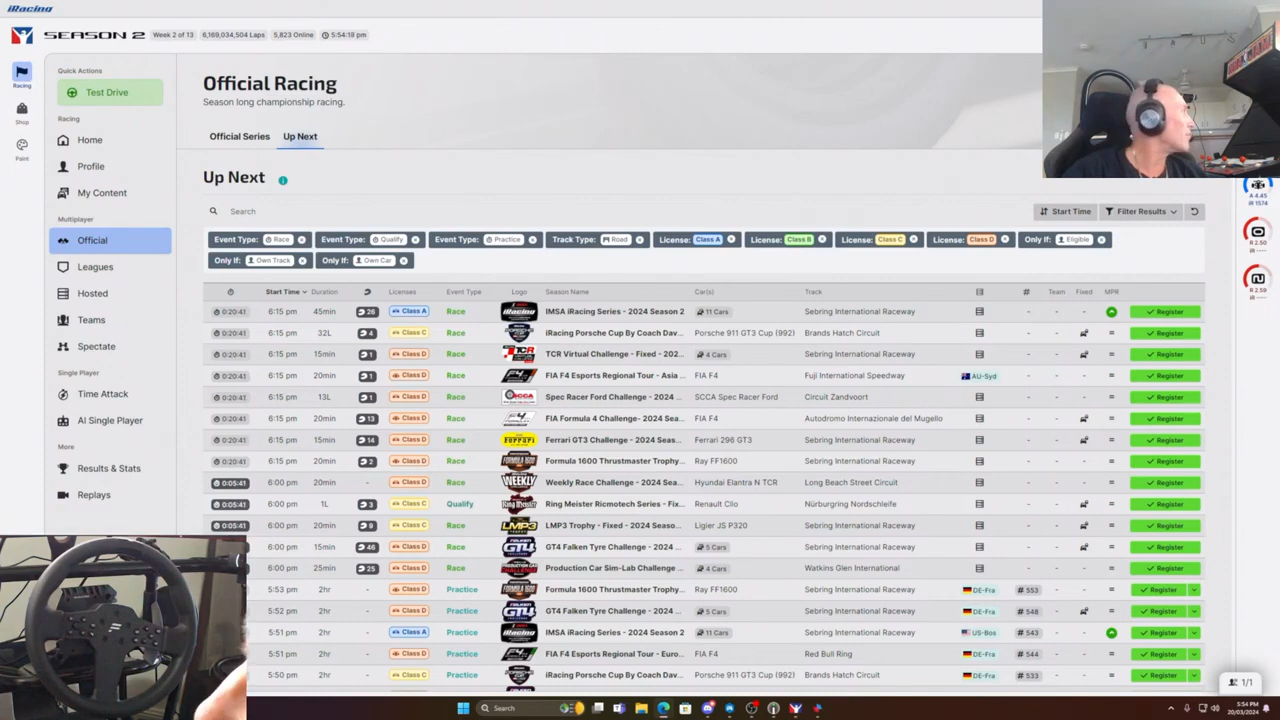 iRacing
SEASON 2 Week 2 of 13 6,169,034,504 Laps 5,823 Online 5:54:18 pm
Racing
Shop
Paint
Quick Actions
Test Drive
Racing
Home
Profile
My Content
Multiplayer
Official
Leagues
Hosted
Teams
Spectate
Single Player
Time Attack
AI Single Player
More
Results & Stats
Replays
Official Racing
Season long championship racing.
Official Series Up Next
Up Next
Search Start Time Filter Results
Event Type: Race Event Type: Qualify Event Type: Practice Track Type: Road License: Class A License: Class B License: Class C License: Class D Only If: Eligible
Only If: Own Track Only If: Own Car
Start Time Duration Licenses Event Type Logo Season Name Car(s) Track # Team Fixed MPR
0:20:41 6:15 pm 45min 26 Class A Race IMSA iRacing Series - 2024 Season 2 11 Cars Sebring International Raceway - - - Register
0:20:41 6:15 pm 32L 4 Class C Race iRacing Porsche Cup By Coach Dav... Porsche 911 GT3 Cup (992) Brands Hatch Circuit - - = Register
0:20:41 6:15 pm 15min 1 Class D Race TCR Virtual Challenge - Fixed - 202... 4 Cars Sebring International Raceway - - = Register
0:20:41 6:15 pm 20min 1 Class D Race FIA F4 Esports Regional Tour - Asia ... FIA F4 Fuji International Speedway AU-Syd - - = Register
0:20:41 6:15 pm 13L 1 Class D Race Spec Racer Ford Challenge - 2024 ... SCCA Spec Racer Ford Circuit Zandvoort - - - = Register
0:20:41 6:15 pm 20min 13 Class D Race FIA Formula 4 Challenge- 2024 Sea... FIA F4 Autodromo Internazionale del Mugello - - = Register
0:20:41 6:15 pm 15min 14 Class D Race Ferrari GT3 Challenge - 2024 Seas... Ferrari 296 GT3 Sebring International Raceway - - = Register
0:20:41 6:15 pm 20min 2 Class D Race Formula 1600 Thrustmaster Trophy... Ray FF1600 Sebring International Raceway - - = Register
0:05:41 6:00 pm 20min - Class D Race Weekly Race Challenge - 2024 Sea... Hyundai Elantra N TCR Long Beach Street Circuit - - - = Register
0:05:41 6:00 pm 1L 3 Class C Qualify Ring Meister Ricmotech Series - Fix... Renault Clio Nürburgring Nordschleife - - = Register
0:05:41 6:00 pm 20min 9 Class D Race LMP3 Trophy - Fixed - 2024 Season... Ligier JS P320 Sebring International Raceway - - = Register
0:05:41 6:00 pm 15min 46 Class D Race GT4 Falken Tyre Challenge - 2024 ... 5 Cars Sebring International Raceway - - = Register
0:05:41 6:00 pm 25min 25 Class D Race Production Car Sim-Lab Challenge ... 4 Cars Watkins Glen International - - - = Register
5:53 pm 2hr - Class D Practice Formula 1600 Thrustmaster Trophy... Ray FF1600 Sebring International Raceway DE-Fra # 553 - = Register
5:52 pm 2hr - Class D Practice GT4 Falken Tyre Challenge - 2024 ... 5 Cars Sebring International Raceway DE-Fra # 548 - = Register
5:51 pm 2hr - Class A Practice IMSA iRacing Series - 2024 Season 2 11 Cars Sebring International Raceway US-Bos # 543 - - Register
5:51 pm 2hr - Class D Practice FIA F4 Esports Regional Tour - Euro... FIA F4 Red Bull Ring DE-Fra # 544 - - = Register
5:50 pm 2hr - Class C Practice iRacing Porsche Cup By Coach Dav... Porsche 911 GT3 Cup (992) Brands Hatch Circuit DE-Fra # 533 - = Register
A 4.45
iR 1574
R 2.50
iR ----
R 2.59
iR ----
1/1
Search
5:54 PM
20/03/2024